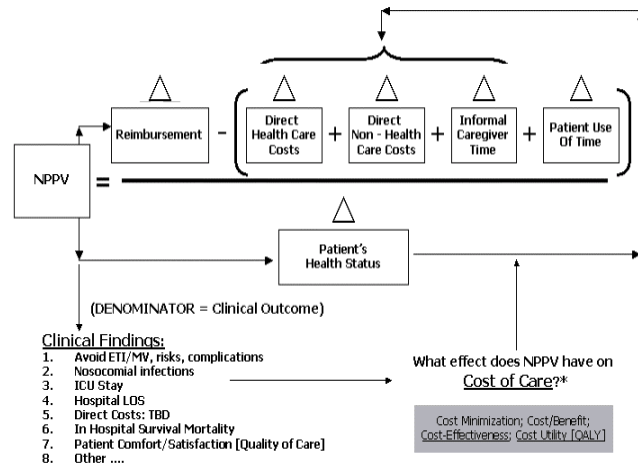 Reimbursement
-
Direct
Health Care
Costs
+
Direct
Non - Health
Care Costs
+
Informal
Caregiver
Time
+
Patient Use
Of Time
NPPV
=
Patient's
Health Status
(DENOMINATOR = Clinical Outcome)
Clinical Findings:
1. Avoid ETI/MV, risks, complications
2. Nosocomial infections
3. ICU Stay
4. Hospital LOS
5. Direct Costs: TBD
6. In Hospital Survival Mortality
7. Patient Comfort/Satisfaction [Quality of Care]
8. Other ....
What effect does NPPV have on
Cost of Care?*
Cost Minimization; Cost/Benefit;
Cost-Effectiveness; Cost Utility [QALY]